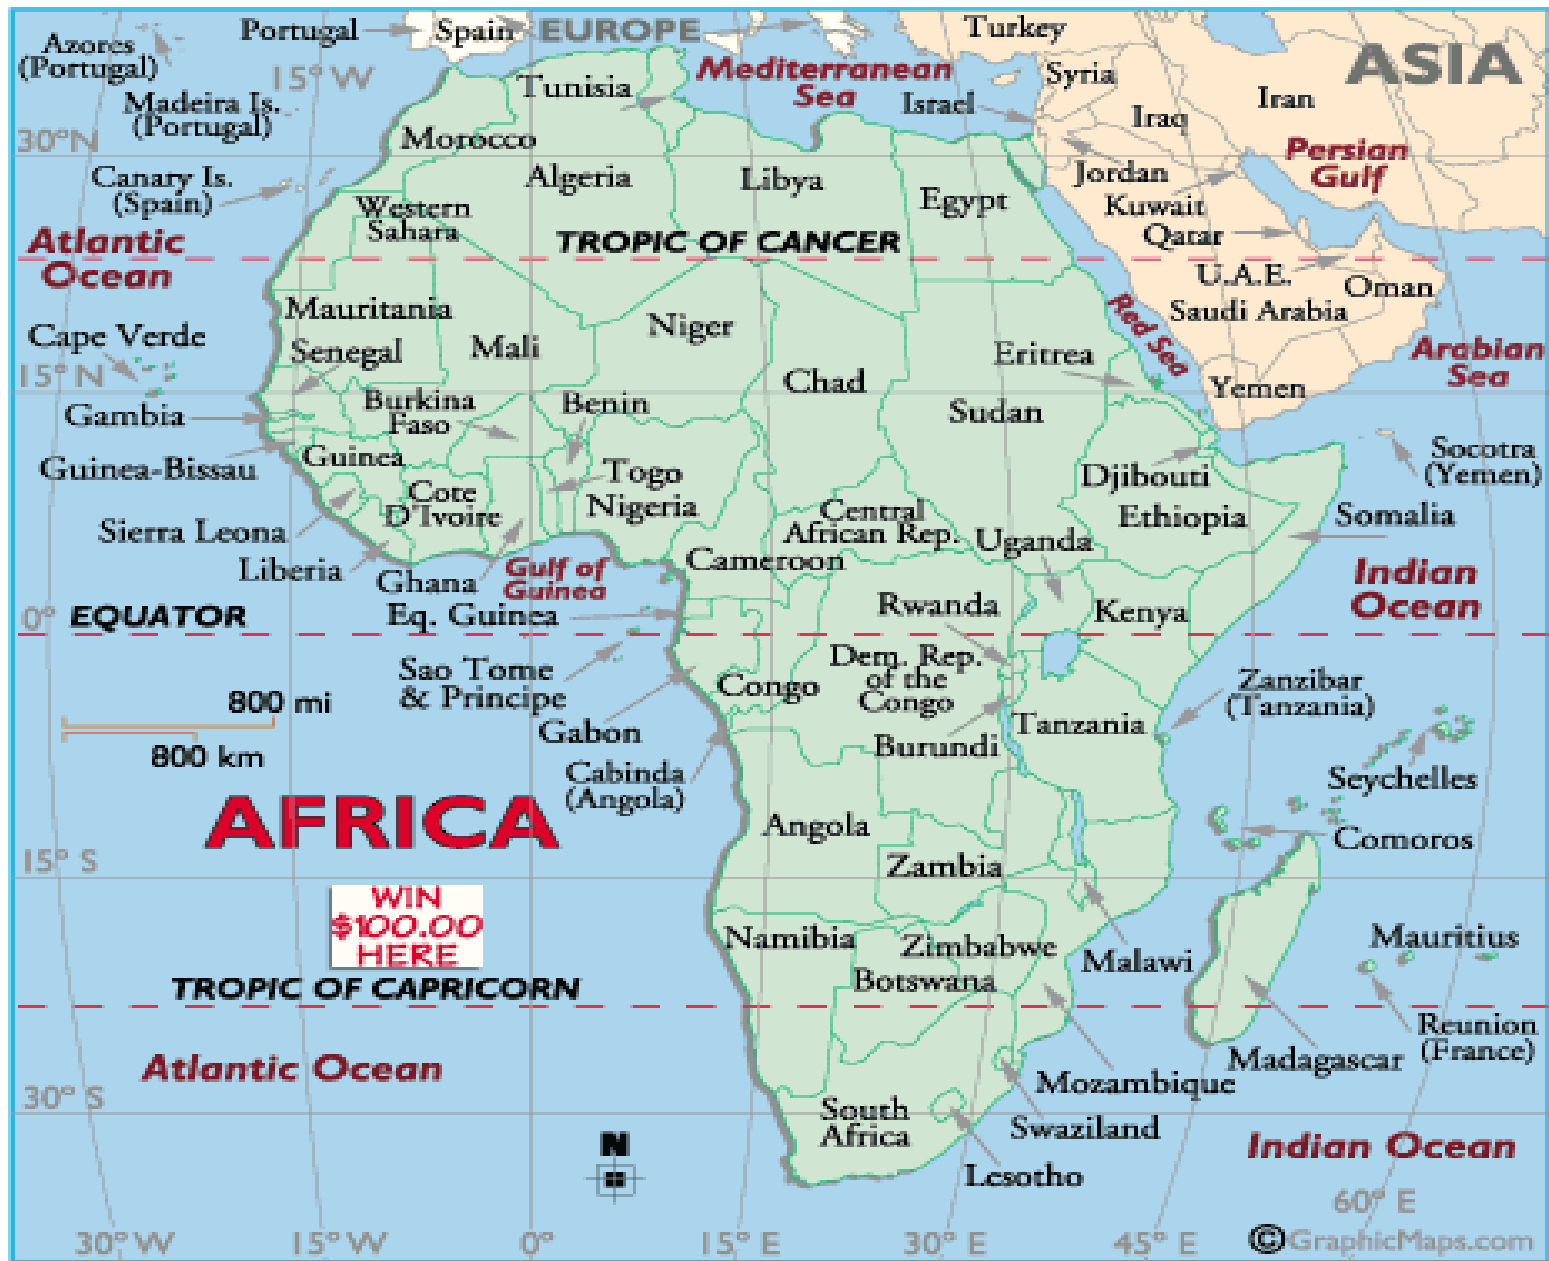 Azores
(Portugal)
Portugal
Spain
EUROPE
Turkey
ASIA
15° W
Madeira Is.
(Portugal)
Tunisia
Mediterranean
Sea
Israel
Syria
Iraq
Iran
30°N
Morocco
Canary Is.
(Spain)
Algeria
Libya
Egypt
Jordan
Kuwait
Qatar
Persian
Gulf
Western
Sahara
Atlantic
Ocean
TROPIC OF CANCER
U.A.E.
Oman
Saudi Arabia
Mauritania
Mali
Niger
Red Sea
Cape Verde
Senegal
Chad
Eritrea
Arabian
Sea
15° N
Yemen
Gambia
Burkina
Faso
Benin
Sudan
Guinea-Bissau
Guinea
Togo
Djibouti
Socotra
(Yemen)
Cote
D'Ivoire
Nigeria
Central
African Rep.
Ethiopia
Somalia
Sierra Leona
Uganda
Liberia
Ghana
Gulf of
Guinea
Cameroon
Indian
Ocean
0°
EQUATOR
Eq. Guinea
Rwanda
Kenya
Sao Tome
& Principe
Dem. Rep.
of the
Congo
Congo
Zanzibar
(Tanzania)
800 mi
800 km
Gabon
Burundi
Tanzania
Cabinda
(Angola)
Seychelles
AFRICA
Angola
Comoros
15° S
Zambia
WIN
$100.00
HERE
Namibia
Zimbabwe
Malawi
Mauritius
Botswana
TROPIC OF CAPRICORN
Reunion
(France)
Madagascar
Atlantic Ocean
Mozambique
30° S
South
Africa
Swaziland
Lesotho
Indian Ocean
N
60° E
30° W
15° W
0°
15° E
30° E
45° E
©GraphicMaps.com